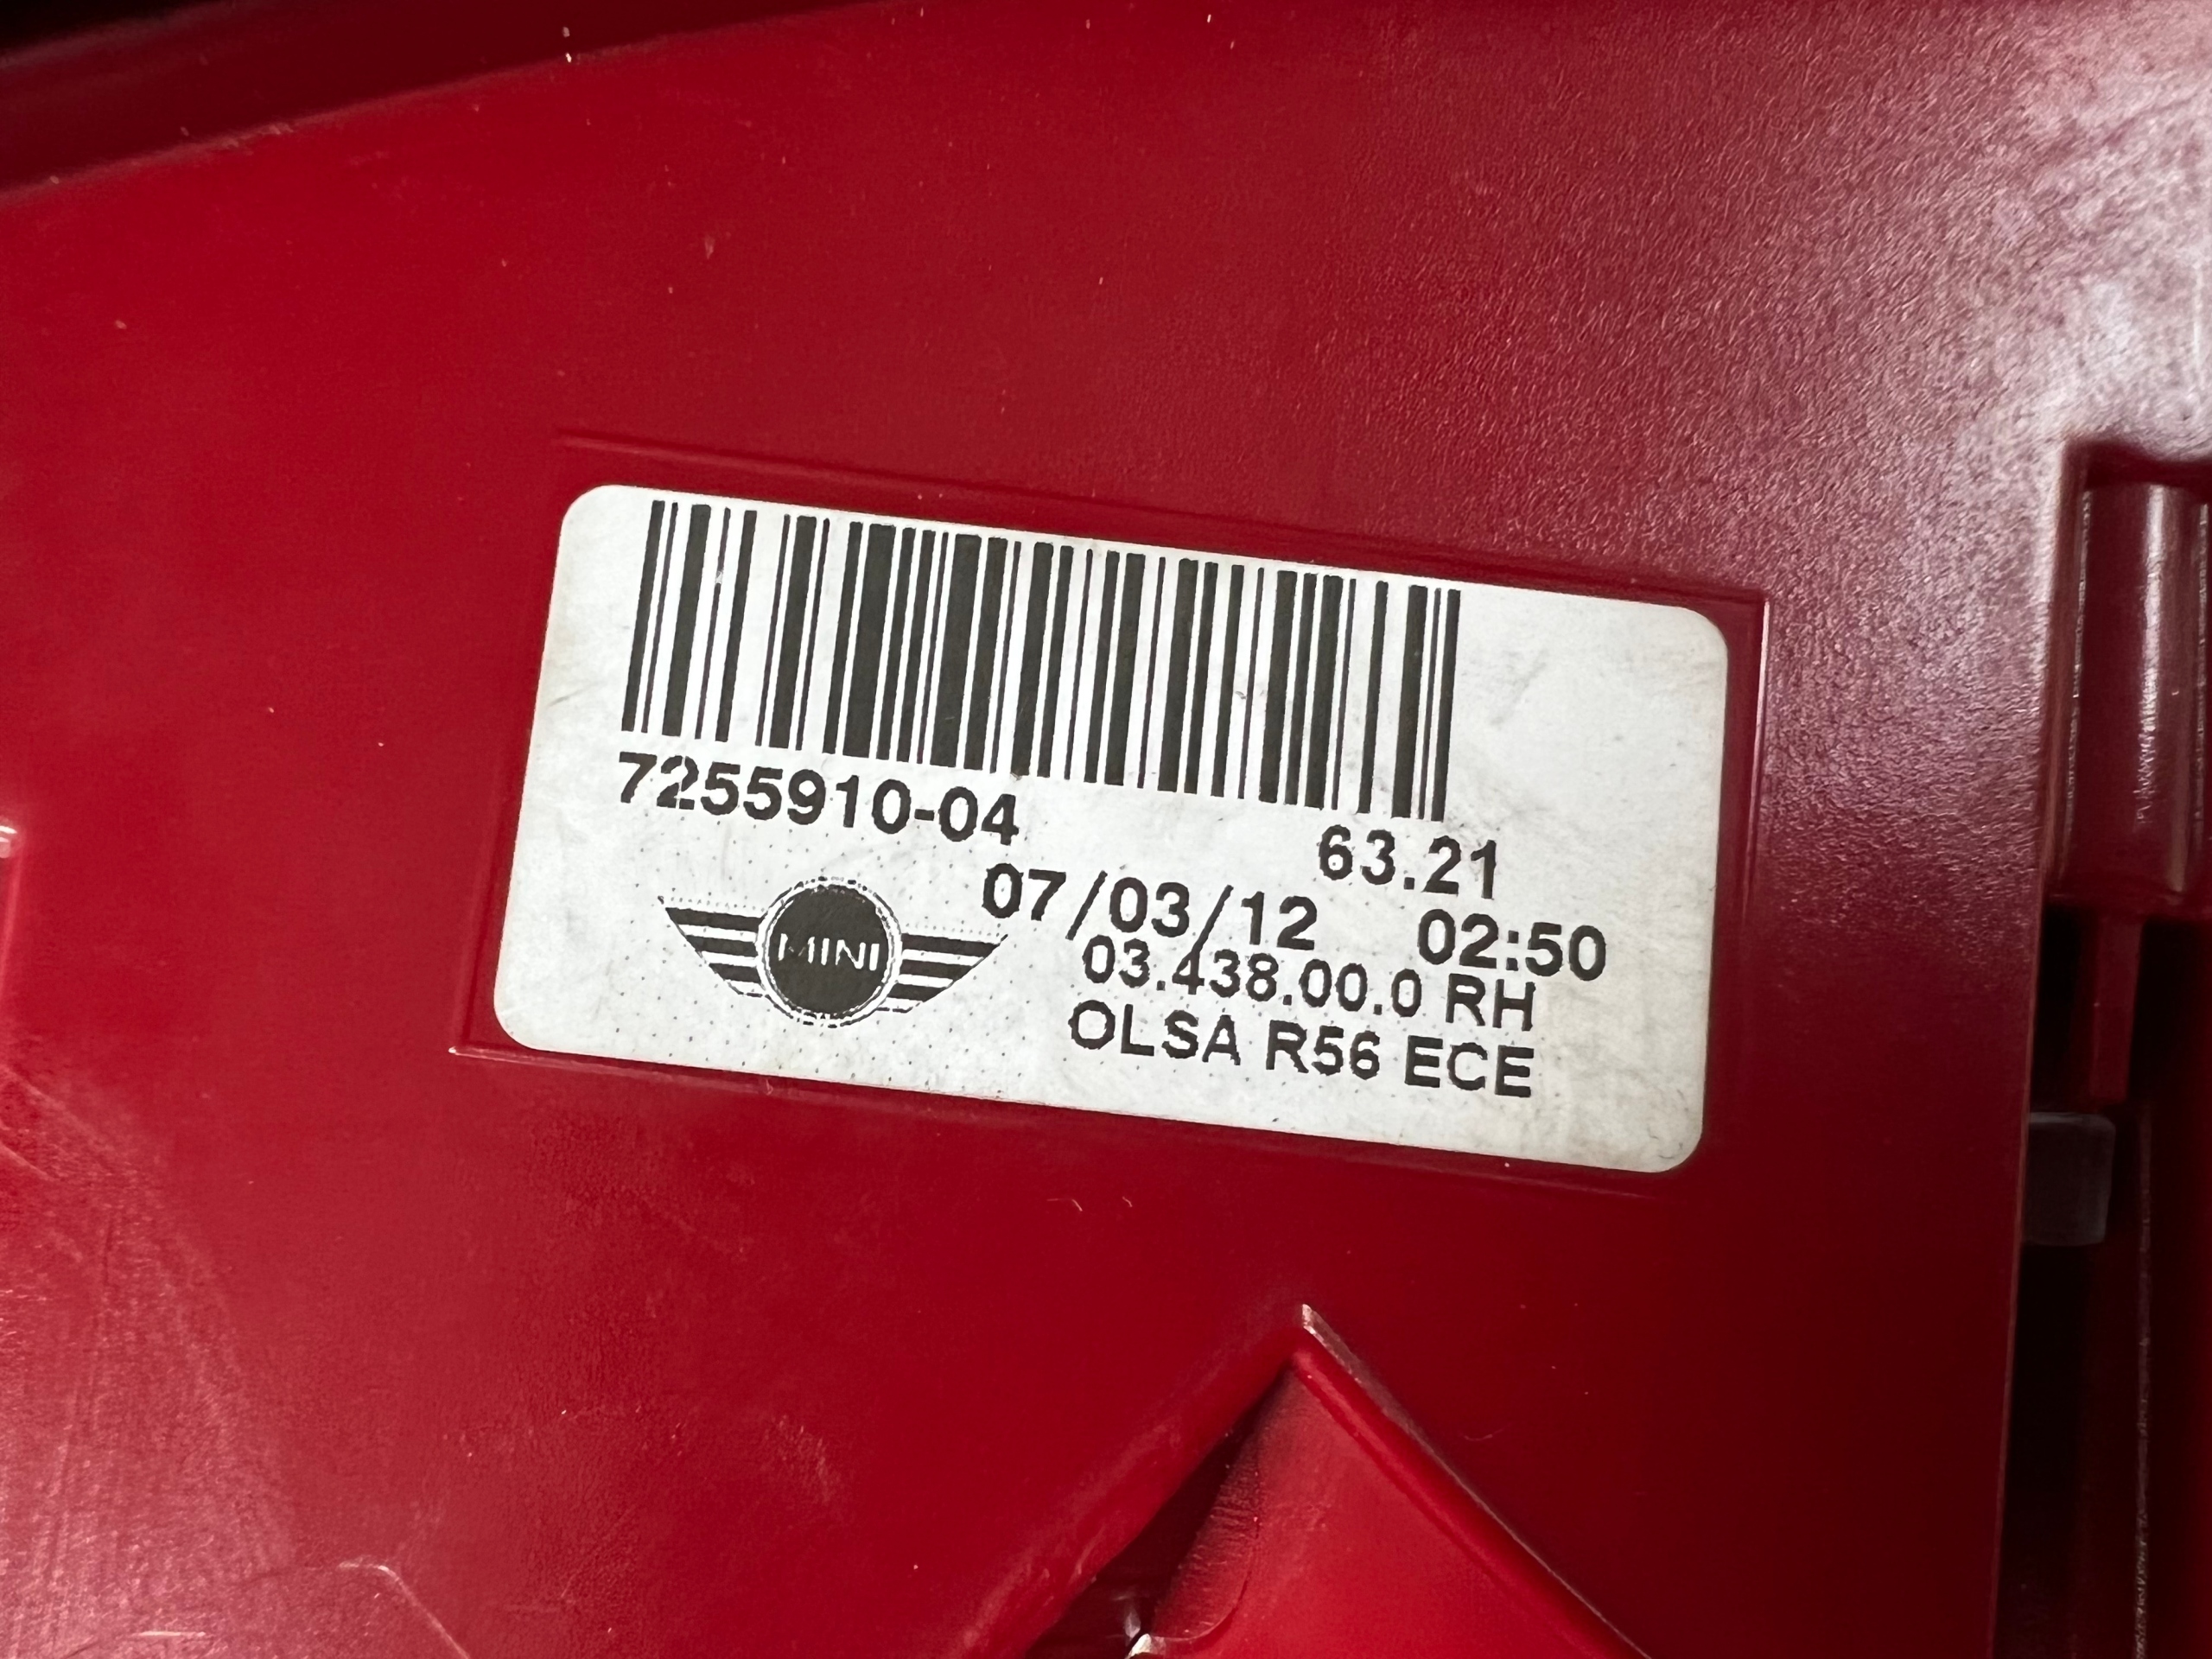 7255910-04
63.21
07/03/12 02:50
MINI
03.438.00.0 RH
OLSA R56 ECE